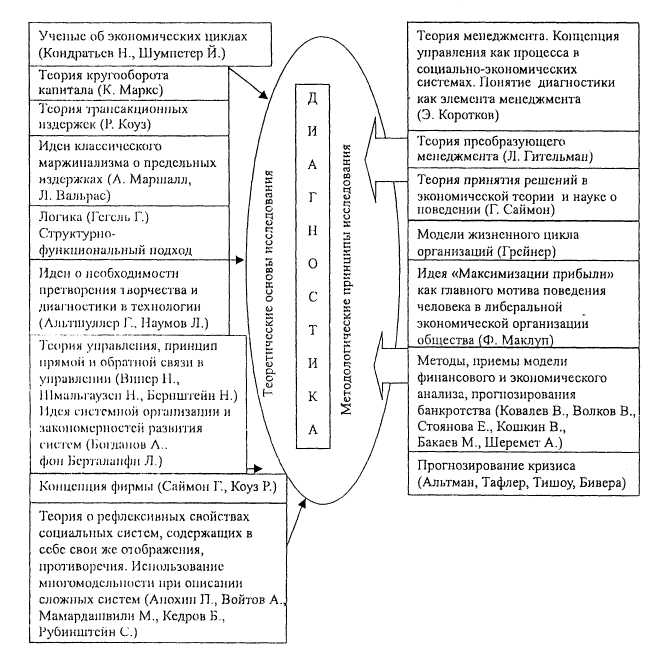 Ученые об экономических циклах
(Кондратьев Н., Шумпетер Й.)
Теория кругооборота
капитала (К. Маркс)
Теория трансакционных
издержек (Р. Коуз)
Идеи классического
маржинализма о предельных
издержках (А. Маршалл,
Л. Вальрас)
Логика (Гегель Г.)
Структурно-
функциональный подход
Идеи о необходимости
претворения творчества и
диагностики в технологии
(Альтшуллер Г., Наумов Л.)
Теория управления, принцип
прямой и обратной связи в
управлении (Винер Н.,
Шмальгаузен Н., Бернштейн Н.)
Идея системной организации и
закономерностей развития
систем (Богданов А.,
фон Берталанфи Л.)
Концепция фирмы (Саймон Г., Коуз Р.)
Теория о рефлексивных свойствах
социальных систем, содержащих в
себе свои же отображения,
противоречия. Использование
многомодельности при описании
сложных систем (Анохин П., Войтов А.,
Мамардашвили М., Кедров Б.,
Рубинштейн С.)
Теоретические основы исследования
ДИАГНОСТИКА
Методологические принципы исследования
Теория менеджмента. Концепция
управления как процесса в
социально-экономических
системах. Понятие диагностики
как элемента менеджмента
(Э. Коротков)
Теория преобразующего
менеджмента (Л. Гительман)
Теория принятия решений в
экономической теории и науке о
поведении (Г. Саймон)
Модели жизненного цикла
организаций (Грейнер)
Идея «Максимизации прибыли»
как главного мотива поведения
человека в либеральной
экономической организации
общества (Ф. Маклуп)
Методы, приемы модели
финансового и экономического
анализа, прогнозирования
банкротства (Ковалев В., Волков В.,
Стоянова Е., Кошкин В.,
Бакаев М., Шеремет А.)
Прогнозирование кризиса
(Альтман, Тафлер, Тишоу, Бивера)